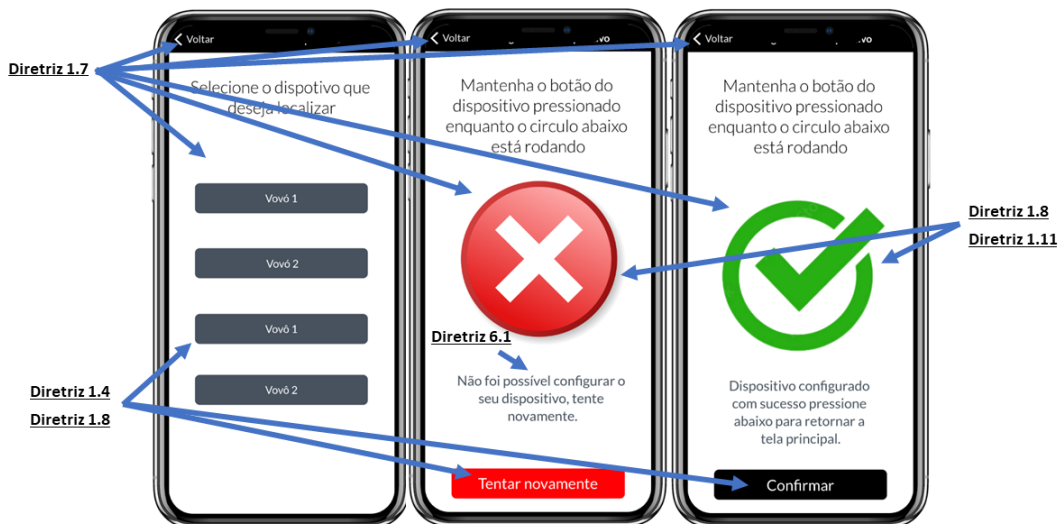 Voltar
Selecione o dispotivo que
deseja localizar
Vovó 1
Vovó 2
Vovô 1
Vovô 2
Voltar
Mantenha o botão do
dispositivo pressionado
enquanto o circulo abaixo
está rodando
Não foi possível configurar o
seu dispositivo, tente
novamente.
Tentar novamente
Voltar
Mantenha o botão do
dispositivo pressionado
enquanto o circulo abaixo
está rodando
Dispositivo configurado
com sucesso pressione
abaixo para retornar a
tela principal.
Confirmar
Diretriz 1.7
Diretriz 1.4
Diretriz 1.8
Diretriz 6.1
Diretriz 1.8
Diretriz 1.11